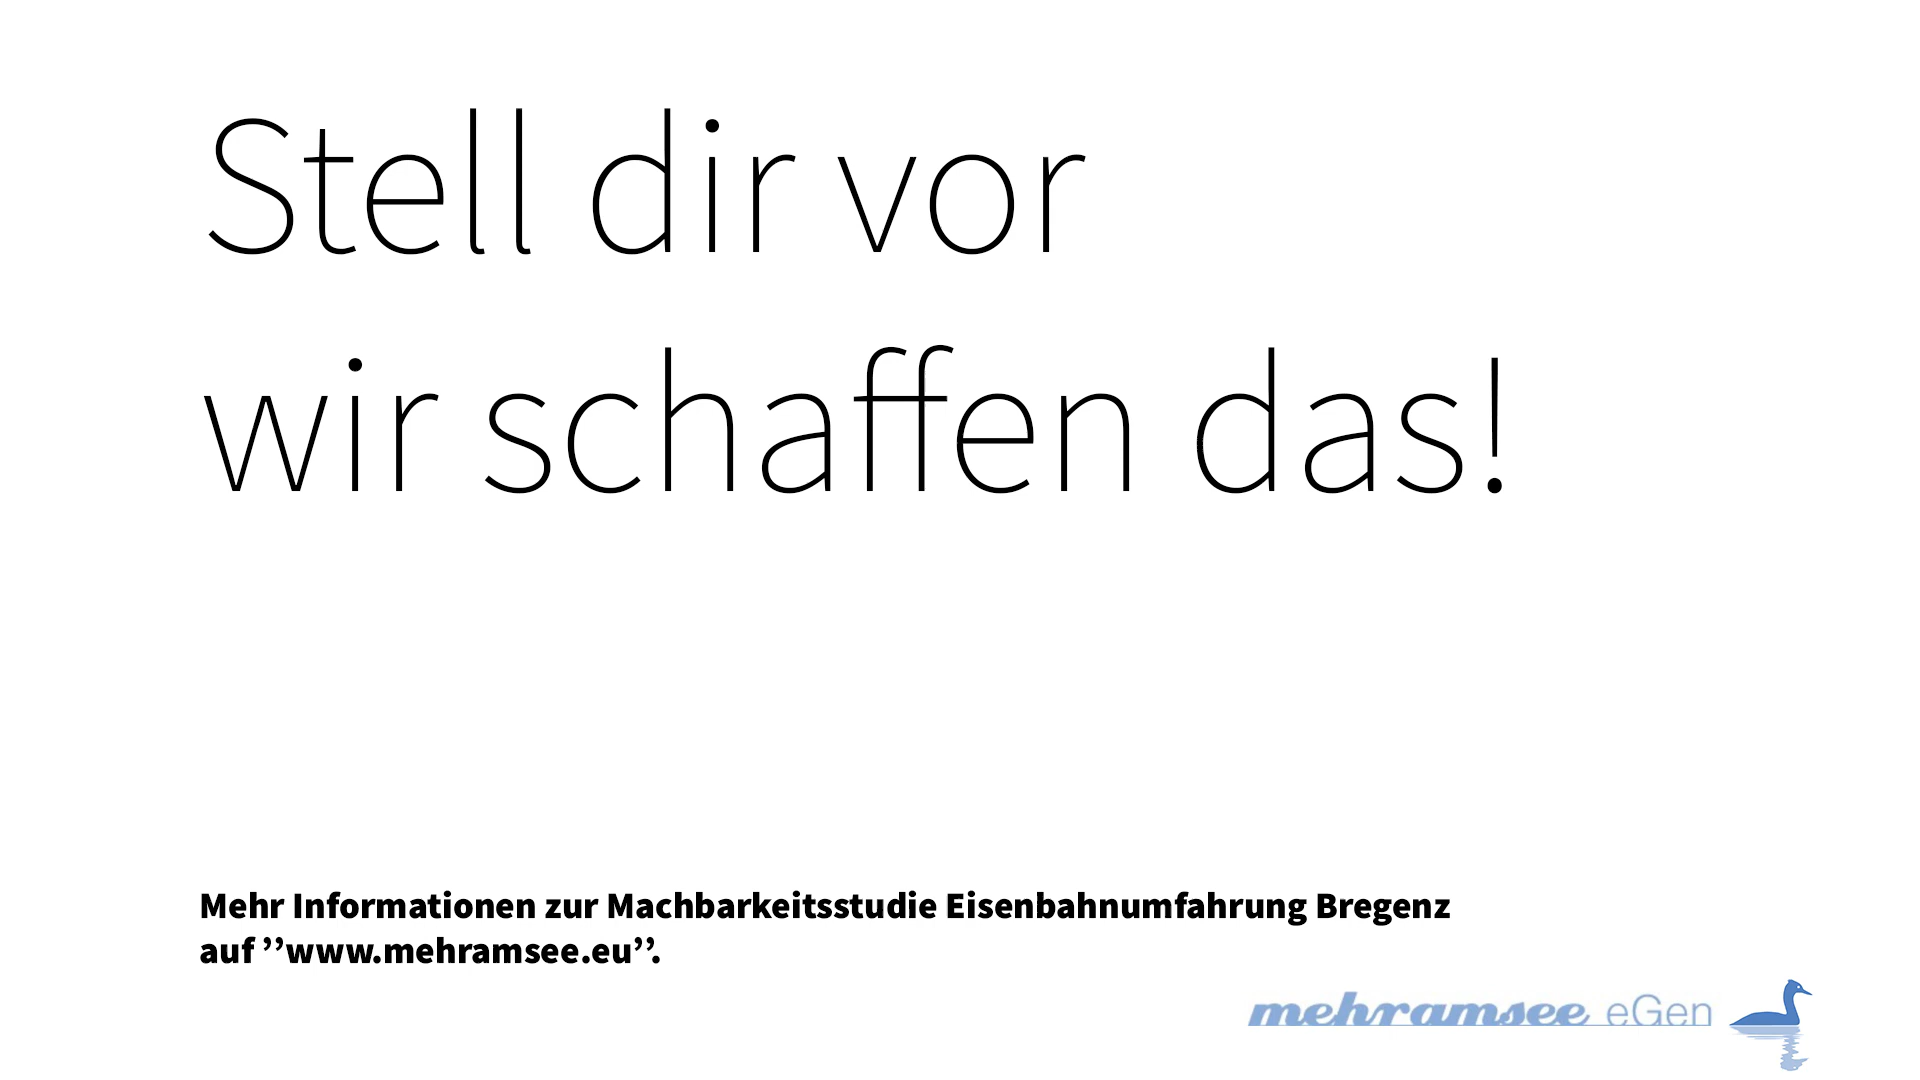 Stell dir vor
wir schaffen das!
Mehr Informationen zur Machbarkeitsstudie Eisenbahnumfahrung Bregenz
auf ’’www.mehramsee.eu’’.
mehramsee eGen